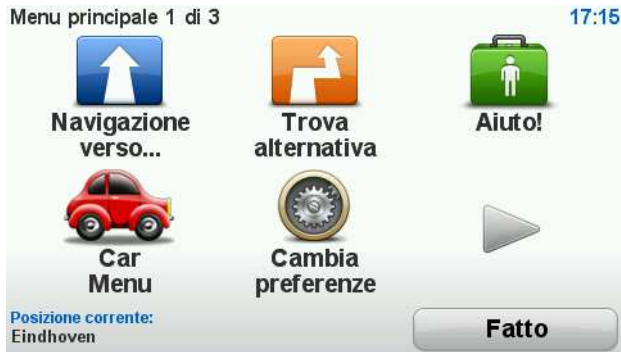 Menu principale 1 di 3
17:15
Navigazione
verso...
Trova
alternativa
Aiuto!
Car
Menu
Cambia
preferenze
Posizione corrente:
Eindhoven
Fatto